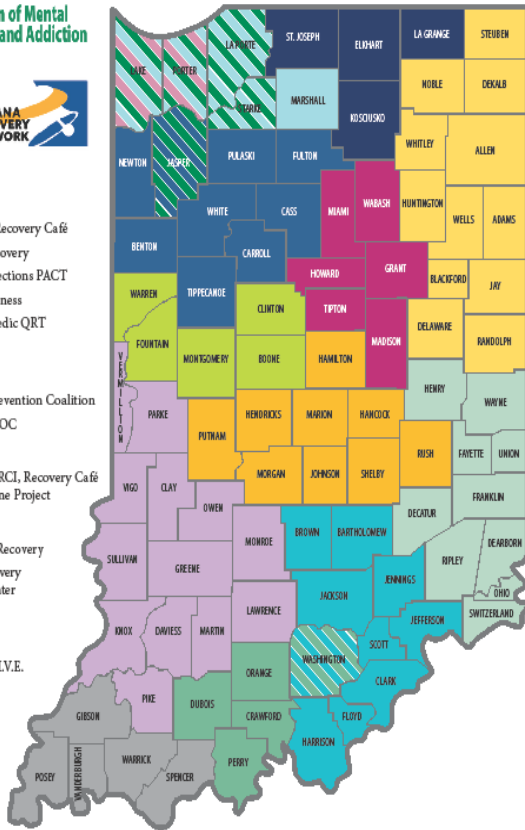 n of Mental
and Addiction
ANA
VERY
WORK
Recovery Café
overy
ections PACT
ness
edic QRT
evention Coalition
OC
RCI, Recovery Café
ne Project
Recovery
very
ter
I.V.E.
LAKE
PORTER
LA PORTE
ST. JOSEPH
ELKHART
LA GRANGE
STEUBEN
NOBLE
DEKALB
STARKE
MARSHALL
KOSCIUSKO
WHITLEY
ALLEN
NEWTON
JASPER
PULASKI
FULTON
MIAMI
WABASH
HUNTINGTON
WELLS
ADAMS
WHITE
CASS
BENTON
CARROLL
HOWARD
GRANT
BLACKFORD
JAY
WARREN
TIPPECANOE
CLINTON
TIPTON
MADISON
DELAWARE
RANDOLPH
FOUNTAIN
MONTGOMERY
BOONE
HAMILTON
HENRY
WAYNE
VERMILLION
PARKE
PUTNAM
HENDRICKS
MARION
HANCOCK
RUSH
FAYETTE
UNION
VIGO
CLAY
OWEN
MORGAN
JOHNSON
SHELBY
DECATUR
FRANKLIN
SULLIVAN
GREENE
MONROE
BROWN
BARTHOLOMEW
JENNINGS
RIPLEY
DEARBORN
OHIO
SWITZERLAND
KNOX
DAVIESS
MARTIN
LAWRENCE
JACKSON
JEFFERSON
SCOTT
WASHINGTON
CLARK
PIKE
DUBOIS
ORANGE
CRAWFORD
FLOYD
HARRISON
GIBSON
PERRY
POSEY
VANDERBURGH
WARRICK
SPENCER